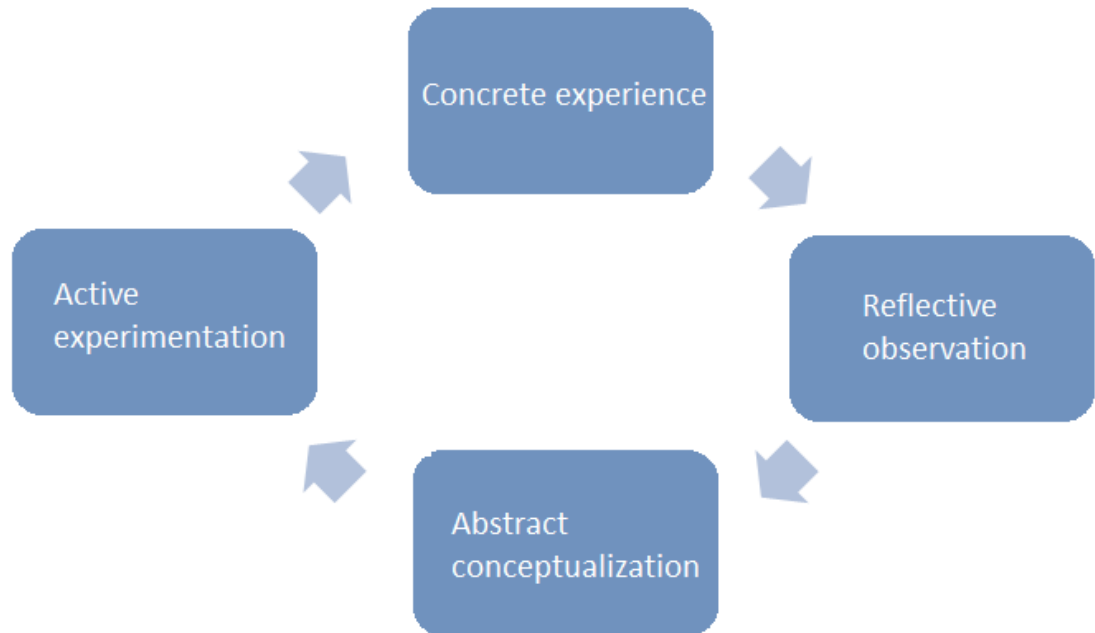 Concrete experience
Active
experimentation
Reflective
observation
Abstract
conceptualization